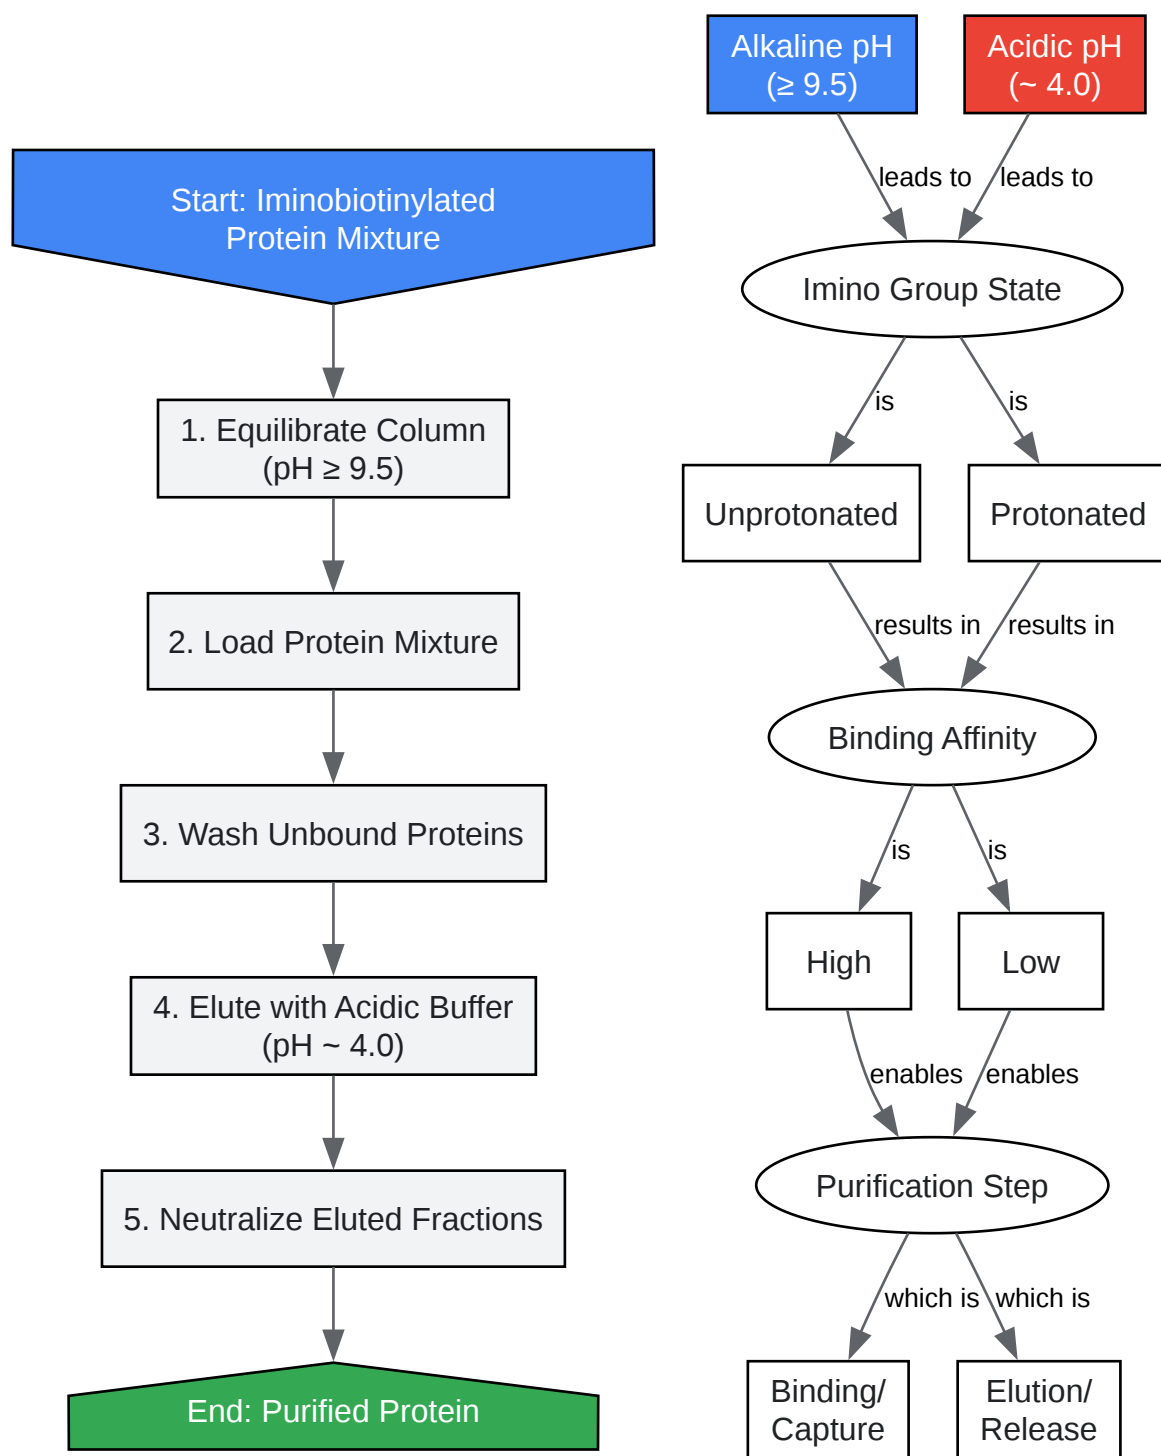 Start: Iminobiotinylated
Protein Mixture
1. Equilibrate Column
(pH ≥ 9.5)
2. Load Protein Mixture
3. Wash Unbound Proteins
4. Elute with Acidic Buffer
(pH ~ 4.0)
5. Neutralize Eluted Fractions
End: Purified Protein
Alkaline pH
(≥ 9.5)
Acidic pH
(~ 4.0)
leads to
leads to
Imino Group State
is
is
Unprotonated
Protonated
results in
results in
Binding Affinity
is
is
High
Low
enables
enables
Purification Step
which is
which is
Binding/
Capture
Elution/
Release